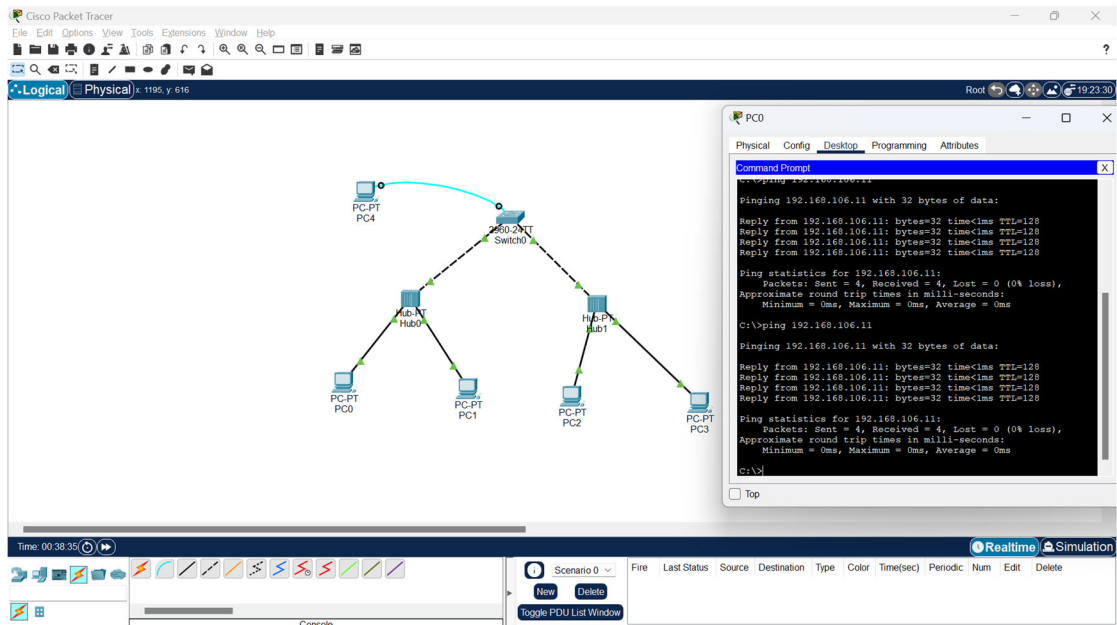 Cisco Packet Tracer
File Edit Options View Tools Extensions Window Help
?
Logical Physical x: 1195, y: 616
Root 19:23:30
PC-PT
PC4
2960-24TT
Switch0
Hub-PT
Hub0
Hub-PT
Hub1
PC-PT
PC0
PC-PT
PC1
PC-PT
PC2
PC-PT
PC3
PC0
Physical Config Desktop Programming Attributes
Command Prompt X
C:\>ping 192.168.106.11
Pinging 192.168.106.11 with 32 bytes of data:
Reply from 192.168.106.11: bytes=32 time<1ms TTL=128
Reply from 192.168.106.11: bytes=32 time<1ms TTL=128
Reply from 192.168.106.11: bytes=32 time<1ms TTL=128
Reply from 192.168.106.11: bytes=32 time<1ms TTL=128
Ping statistics for 192.168.106.11:
Packets: Sent = 4, Received = 4, Lost = 0 (0% loss),
Approximate round trip times in milli-seconds:
Minimum = 0ms, Maximum = 0ms, Average = 0ms
C:\>ping 192.168.106.11
Pinging 192.168.106.11 with 32 bytes of data:
Reply from 192.168.106.11: bytes=32 time<1ms TTL=128
Reply from 192.168.106.11: bytes=32 time<1ms TTL=128
Reply from 192.168.106.11: bytes=32 time<1ms TTL=128
Reply from 192.168.106.11: bytes=32 time<1ms TTL=128
Ping statistics for 192.168.106.11:
Packets: Sent = 4, Received = 4, Lost = 0 (0% loss),
Approximate round trip times in milli-seconds:
Minimum = 0ms, Maximum = 0ms, Average = 0ms
C:\>
Top
Time: 00:38:35
Realtime Simulation
Scenario 0
New Delete
Toggle PDU List Window
Fire Last Status Source Destination Type Color Time(sec) Periodic Num Edit Delete
Console